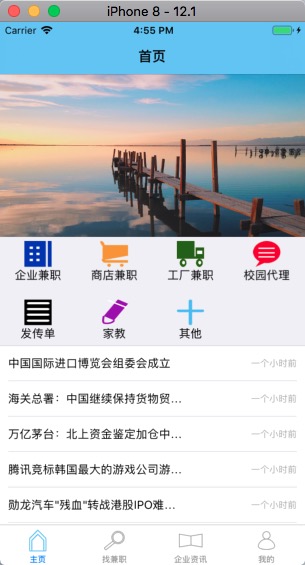 iPhone 8 - 12.1
Carrier 4:55 PM
首页
企业兼职 商店兼职 工厂兼职 校园代理
发传单 家教 其他
中国国际进口博览会组委会成立 一个小时前
海关总署：中国继续保持货物贸... 一个小时前
万亿茅台：北上资金鉴定加仓中... 一个小时前
腾讯竞标韩国最大的游戏公司游... 一个小时前
勋龙汽车"残血"转战港股IPO难... 一个小时前
主页 找兼职 企业资讯 我的